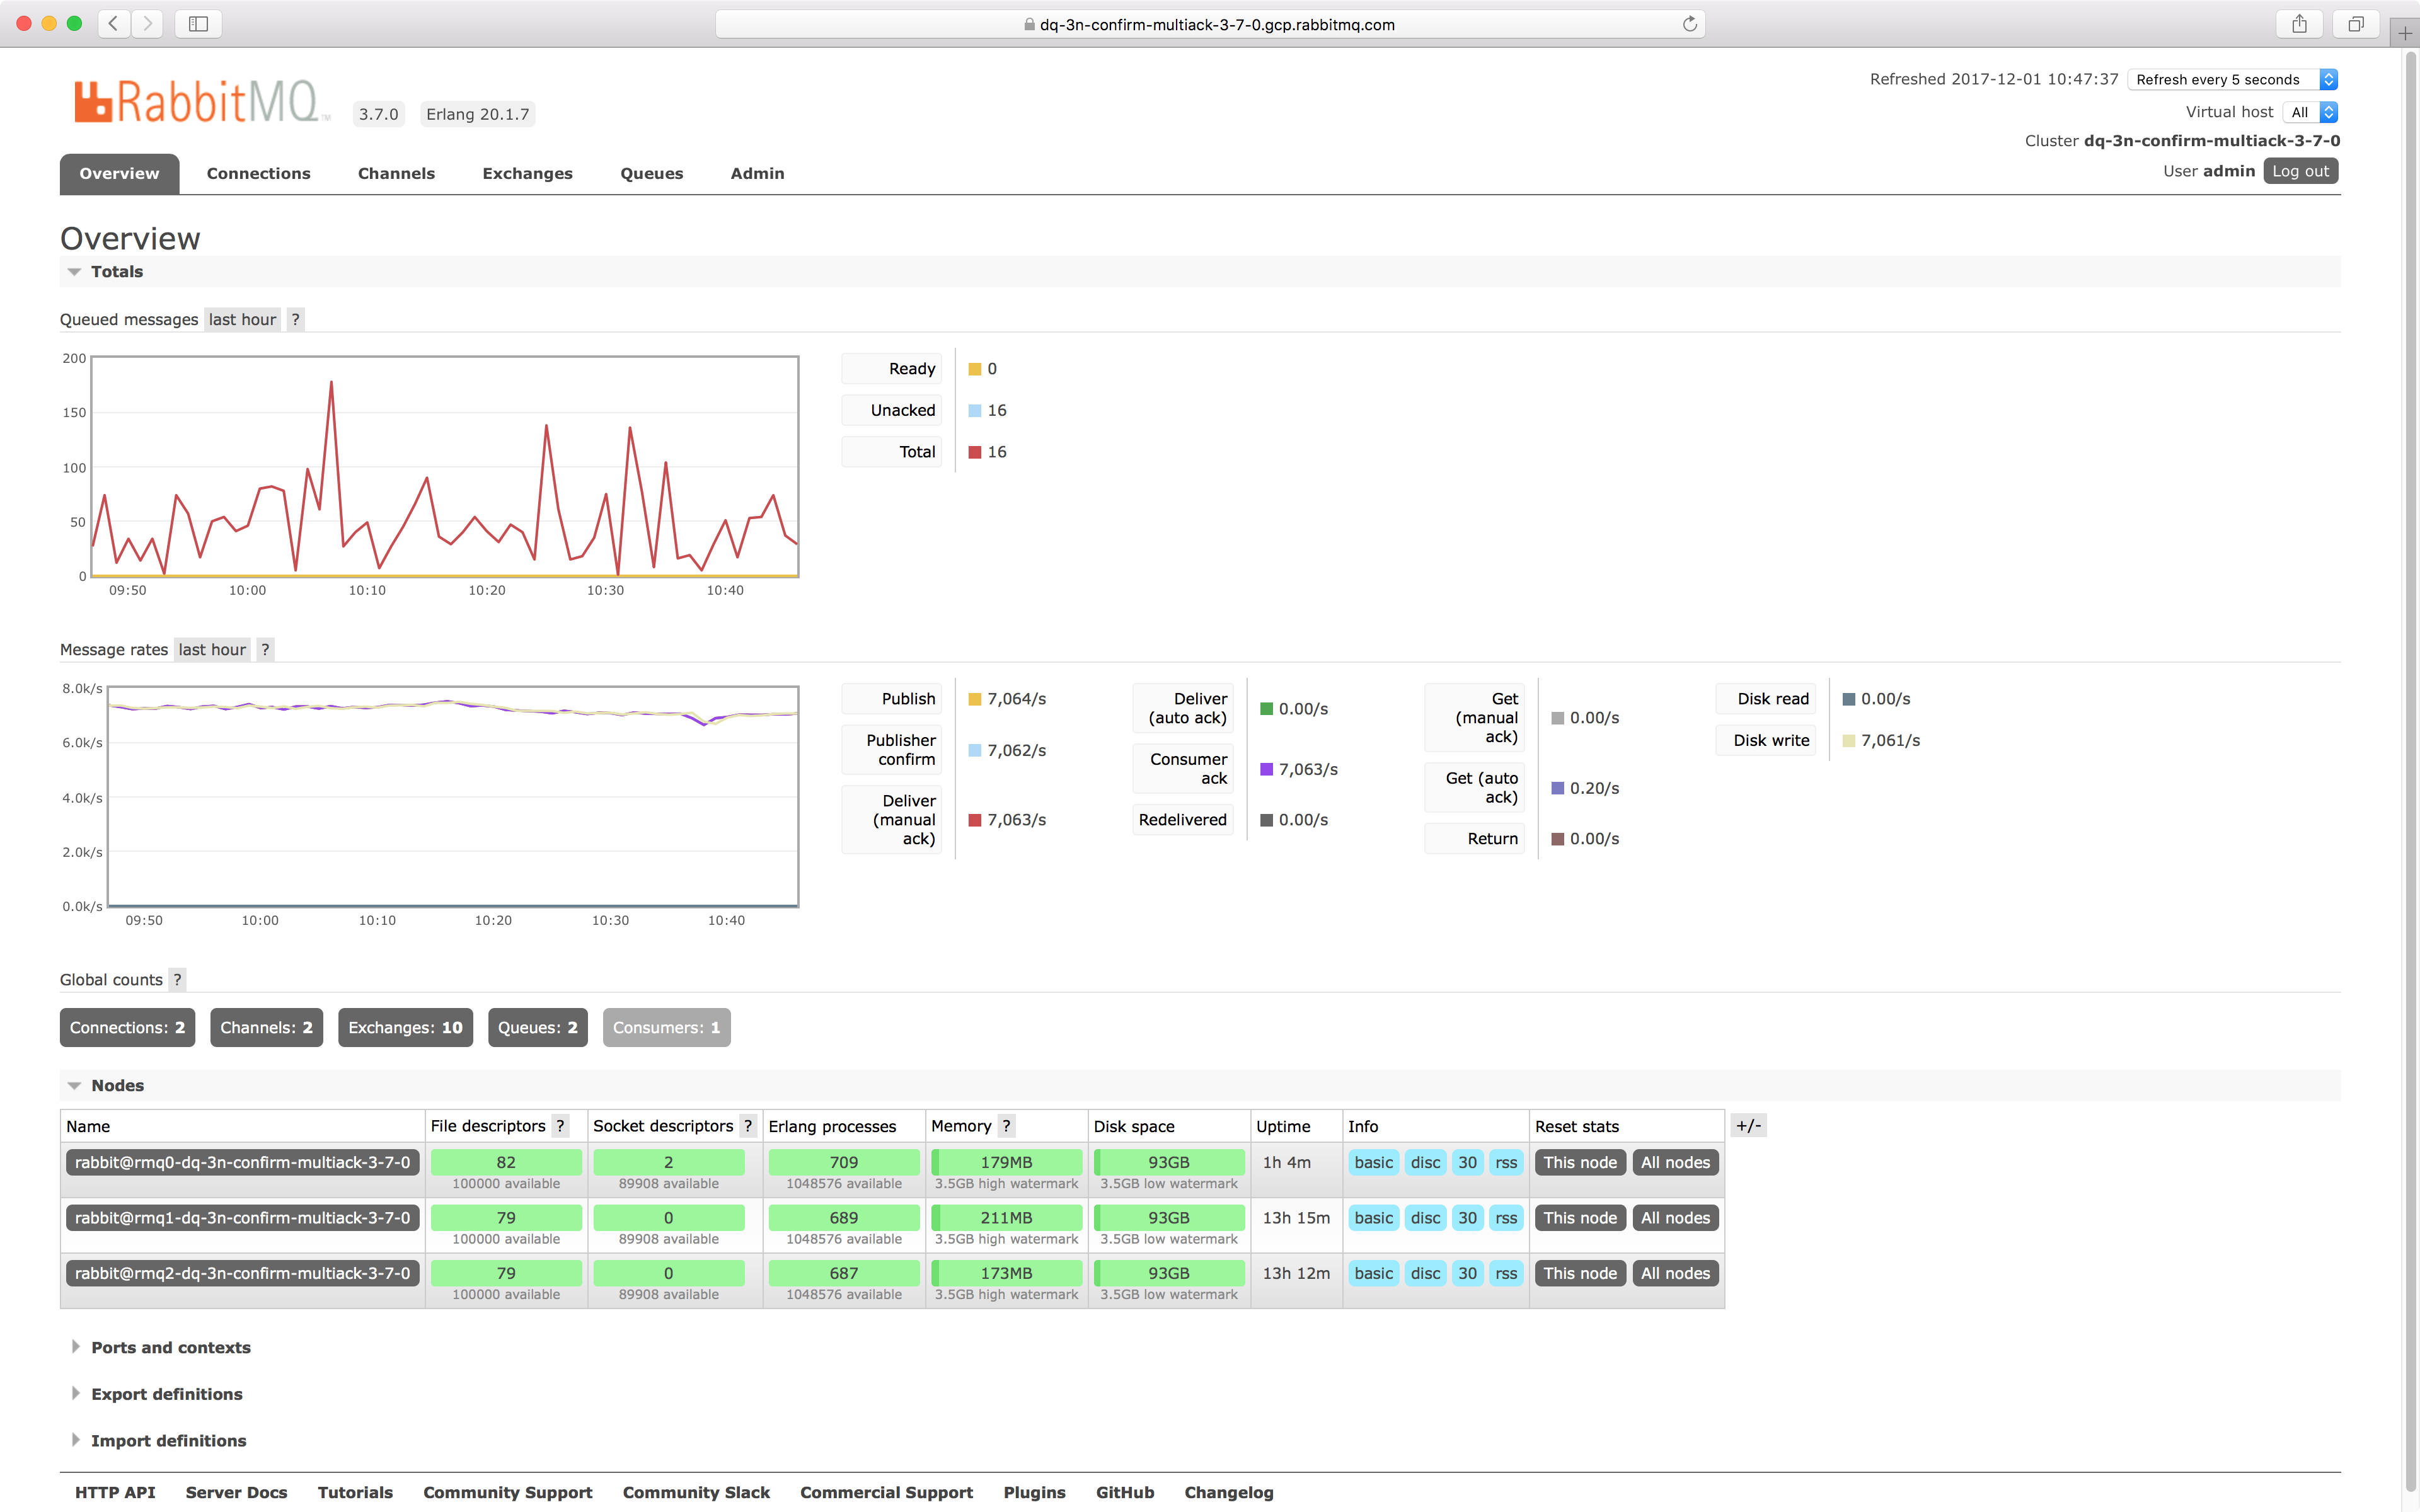 dq-3n-confirm-multiack-3-7-0.gcp.rabbitmq.com
RabbitMQ TM 3.7.0 Erlang 20.1.7
Refreshed 2017-12-01 10:47:37 Refresh every 5 seconds
Virtual host All
Cluster dq-3n-confirm-multiack-3-7-0
User admin Log out
Overview Connections Channels Exchanges Queues Admin
Overview
Totals
Queued messages last hour ?
200
150
100
50
0
09:50 10:00 10:10 10:20 10:30 10:40
Ready 0
Unacked 16
Total 16
Message rates last hour ?
8.0k/s
6.0k/s
4.0k/s
2.0k/s
0.0k/s
09:50 10:00 10:10 10:20 10:30 10:40
Publish 7,064/s
Publisher
confirm 7,062/s
Deliver
(manual
ack) 7,063/s
Deliver
(auto ack) 0.00/s
Consumer
ack 7,063/s
Redelivered 0.00/s
Get
(manual
ack) 0.00/s
Get (auto
ack) 0.20/s
Return 0.00/s
Disk read 0.00/s
Disk write 7,061/s
Global counts ?
Connections: 2 Channels: 2 Exchanges: 10 Queues: 2 Consumers: 1
Nodes
Name File descriptors ? Socket descriptors ? Erlang processes Memory ? Disk space Uptime Info Reset stats +/-
rabbit@rmq0-dq-3n-confirm-multiack-3-7-0 82 2 709 179MB 93GB 1h 4m basic disc 30 rss This node All nodes
100000 available 89908 available 1048576 available 3.5GB high watermark 3.5GB low watermark
rabbit@rmq1-dq-3n-confirm-multiack-3-7-0 79 0 689 211MB 93GB 13h 15m basic disc 30 rss This node All nodes
100000 available 89908 available 1048576 available 3.5GB high watermark 3.5GB low watermark
rabbit@rmq2-dq-3n-confirm-multiack-3-7-0 79 0 687 173MB 93GB 13h 12m basic disc 30 rss This node All nodes
100000 available 89908 available 1048576 available 3.5GB high watermark 3.5GB low watermark
Ports and contexts
Export definitions
Import definitions
HTTP API Server Docs Tutorials Community Support Community Slack Commercial Support Plugins GitHub Changelog